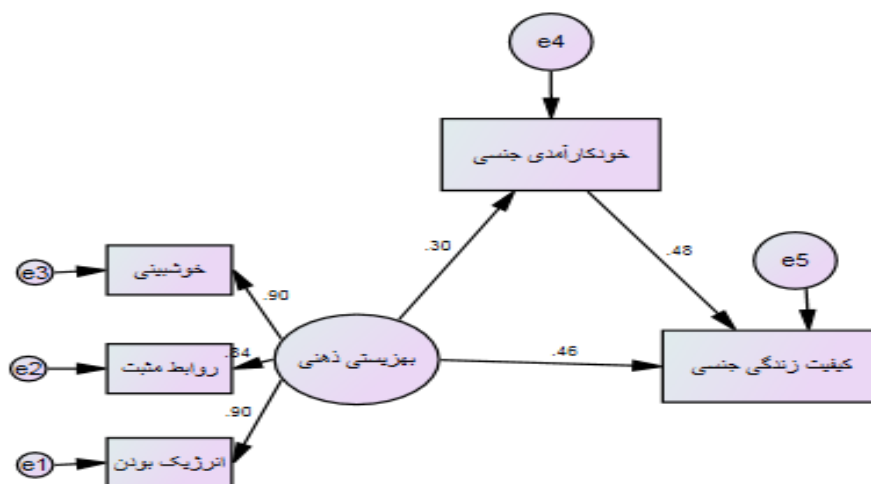 e4
خودکارآمدی جنسی
.30
.48
e5
e3
خوشبینی
.90
e2
روابط مثبت
بهزیستی ذهنی
.46
کیفیت زندگی جنسی
.90
e1
انرژیک بودن